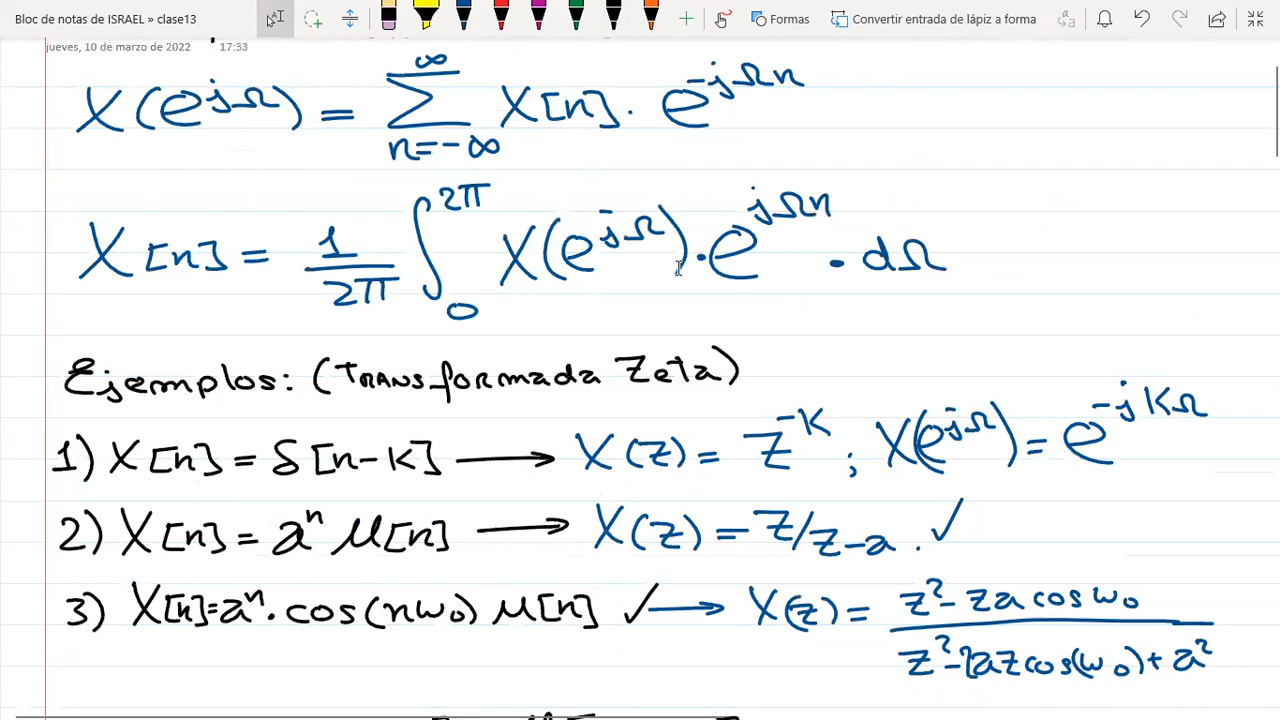 Bloc de notas de ISRAEL » clase13
Formas
Convertir entrada de lápiz a forma
jueves, 10 de marzo de 2022 17:33
X(e^{jΩ}) = ∑_{n=-∞}^{∞} X[n] · e^{-jΩn}
X[n] = 1/2π ∫_0^{2π} X(e^{jΩ}) · e^{jΩn} · dΩ
Ejemplos: (Transformada Zeta)
1) X[n] = δ[n-K] ⟶ X(z) = z^{-K} ; X(e^{jΩ}) = e^{-jKΩ}
2) X[n] = a^n μ[n] ⟶ X(z) = z/z-a . ✓
3) X[n]=a^n · cos(nω₀) μ[n] ✓⟶ X(z) = (z² - za cos ω₀)/(z² - 2az cos(ω₀) + a²)